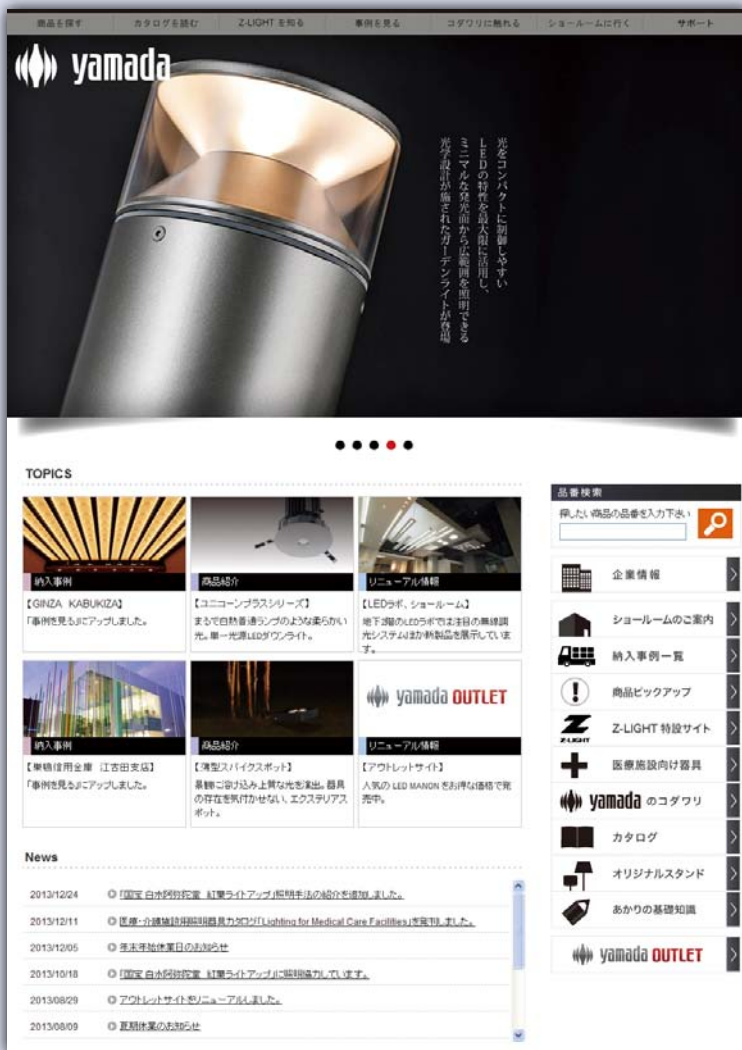 商品を探す
カタログを読む
Z-LIGHT を知る
事例を見る
コダワリに触れる
ショールームに行く
サポート
yamada
光をコンパクトに制御しやすい
LEDの特性を最大限に活用し、
ミニマルな発光面から広範囲を照明できる
光学設計が施されたガーデンライトが登場
TOPICS
納入事例
【GINZA KABUKIZA】
「事例を見る」にアップしました。
商品紹介
【ユニコーンプラスシリーズ】
まるで白熱普通ランプのような柔らかい
光。単一光源LEDダウンライト。
リニューアル情報
【LEDラボ、ショールーム】
地下2階のLEDラボでは注目の無線調
光システムほか新製品を展示していま
す。
納入事例
【巣鴨信用金庫 江古田支店】
「事例を見る」にアップしました。
商品紹介
【薄型スパイクスポット】
景観に溶け込み上質な光を演出。器具
の存在を気付かせない、エクステリアス
ポット。
yamada OUTLET
リニューアル情報
【アウトレットサイト】
人気の LED MANON をお得な価格で発
売中。
News
2013/12/24 「国宝 白水阿弥陀堂 紅葉ライトアップ」照明手法の紹介を追加しました。
2013/12/11 医療・介護施設用照明器具カタログ「Lighting for Medical Care Facilities」を発刊しました。
2013/12/05 年末年始休業日のお知らせ
2013/10/18 「国宝 白水阿弥陀堂 紅葉ライトアップ」に照明協力しています。
2013/08/29 アウトレットサイトをリニューアルしました。
2013/08/09 夏期休業のお知らせ
品番検索
探したい商品の品番を入力下さい
企業情報
ショールームのご案内
納入事例一覧
商品ピックアップ
Z-LIGHT
Z-LIGHT 特設サイト
医療施設向け器具
yamada のコダワリ
カタログ
オリジナルスタンド
あかりの基礎知識
yamada OUTLET